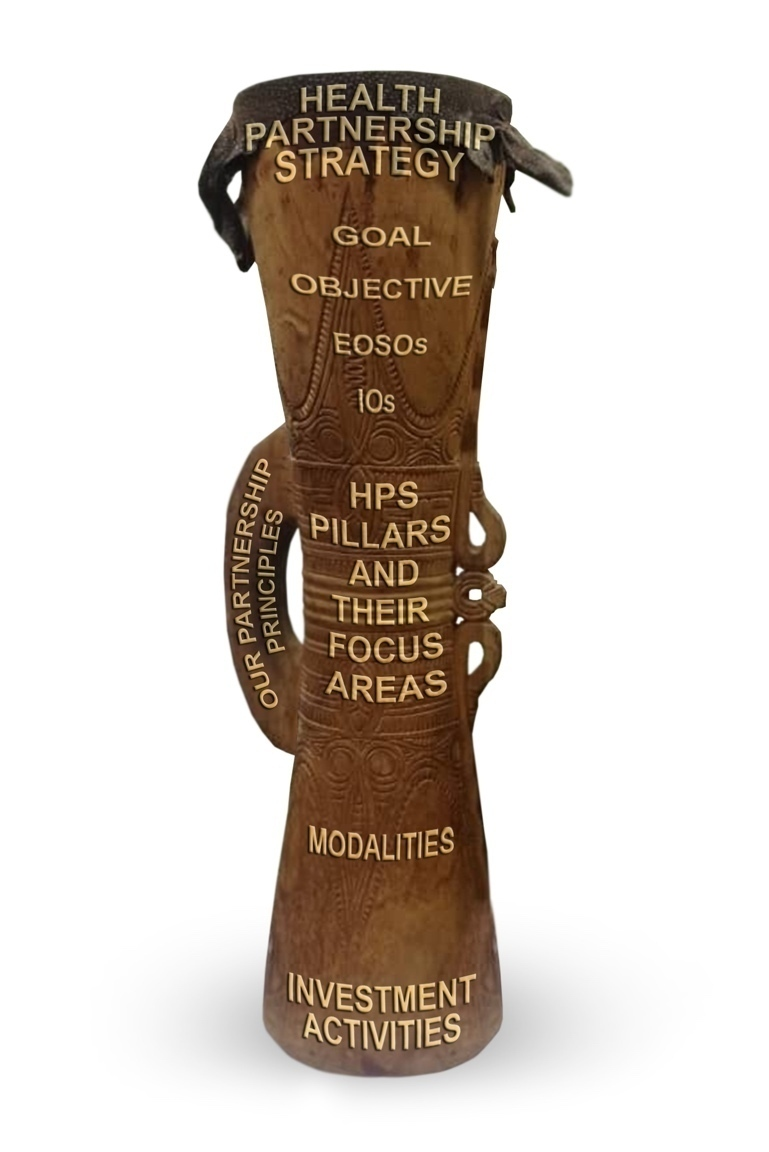 HEALTH
PARTNERSHIP
STRATEGY
GOAL
OBJECTIVE
EOSOs
IOs
OUR PARTNERSHIP
PRINCIPLES
HPS
PILLARS
AND
THEIR
FOCUS
AREAS
MODALITIES
INVESTMENT
ACTIVITIES